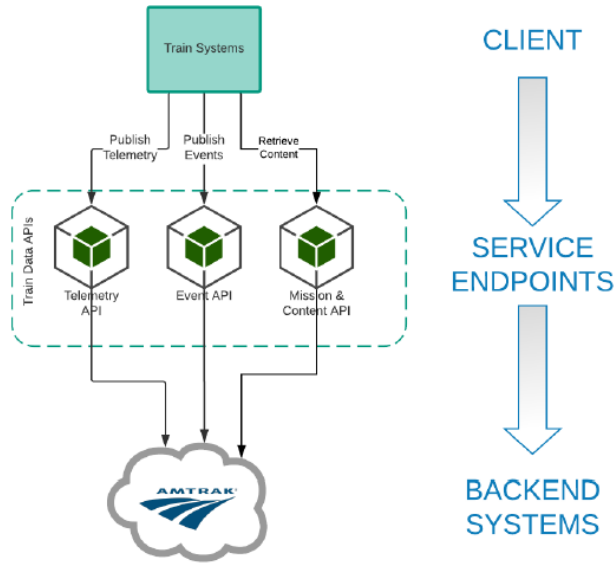 Train Systems
CLIENT
Publish
Telemetry
Publish
Events
Retrieve
Content
Train Data APIs
Telemetry
API
Event API
Mission &
Content API
SERVICE
ENDPOINTS
AMTRAK
BACKEND
SYSTEMS